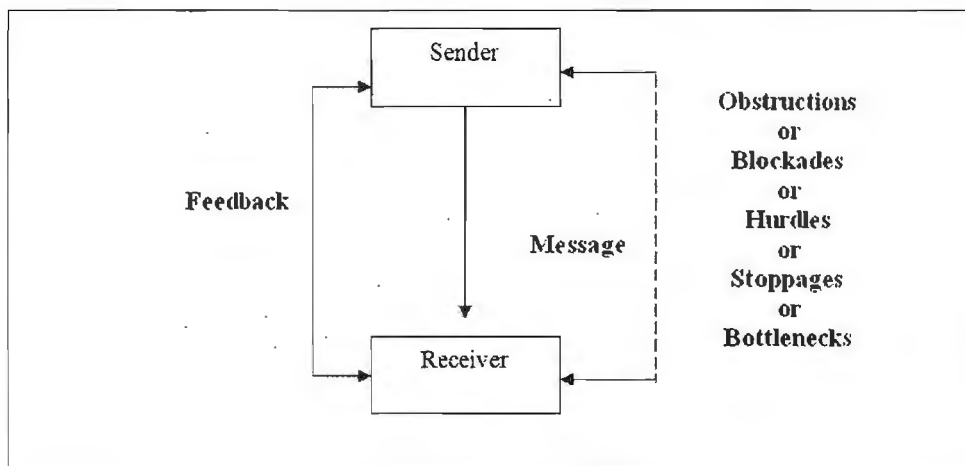 Sender
Feedback
Message
Obstructions
or
Blockades
or
Hurdles
or
Stoppages
or
Bottlenecks
Receiver